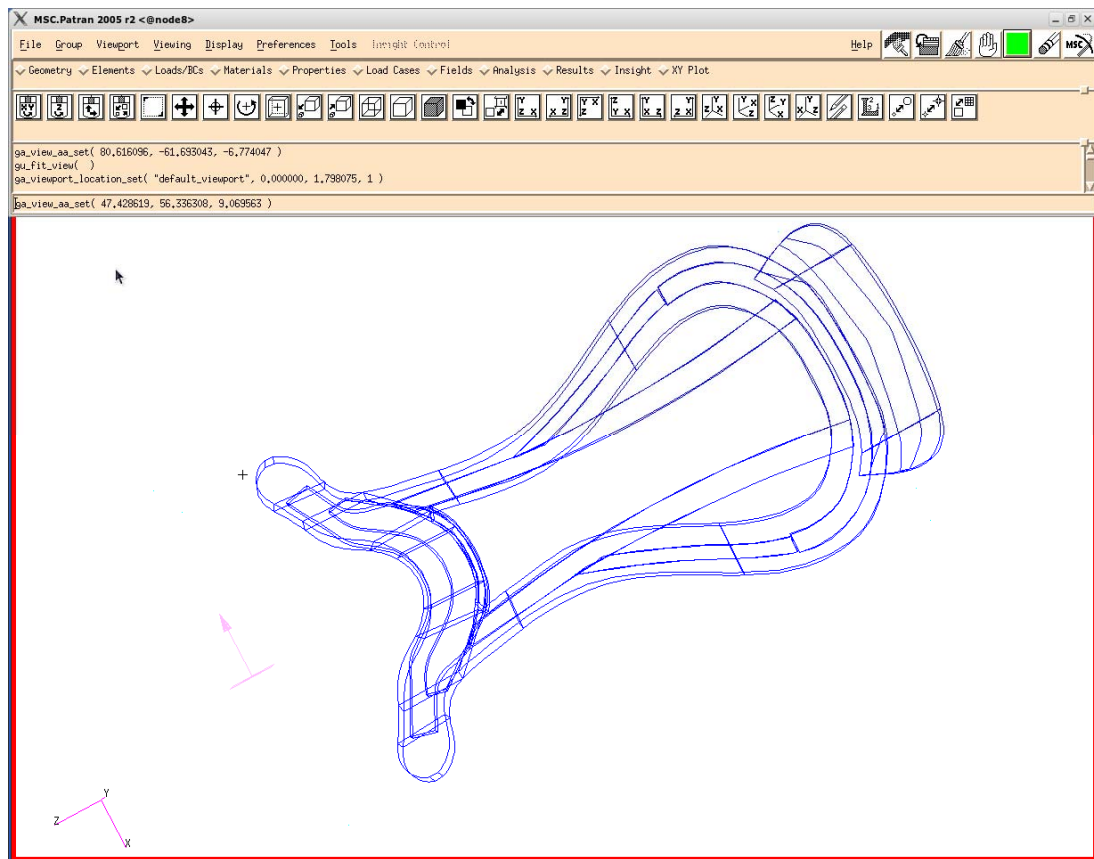 MSC.Patran 2005 r2 <@node8>
File Group Viewport Viewing Display Preferences Tools Insight Control Help MSC
Geometry Elements Loads/BCs Materials Properties Load Cases Fields Analysis Results Insight XY Plot
ga_view_aa_set( 80.616096, -61.693043, -6.774047 )
gu_fit_view( )
ga_viewport_location_set( "default_viewport", 0.000000, 1.798075, 1 )
ga_view_aa_set( 47.428619, 56.336308, 9.069563 )
Y
Z
X